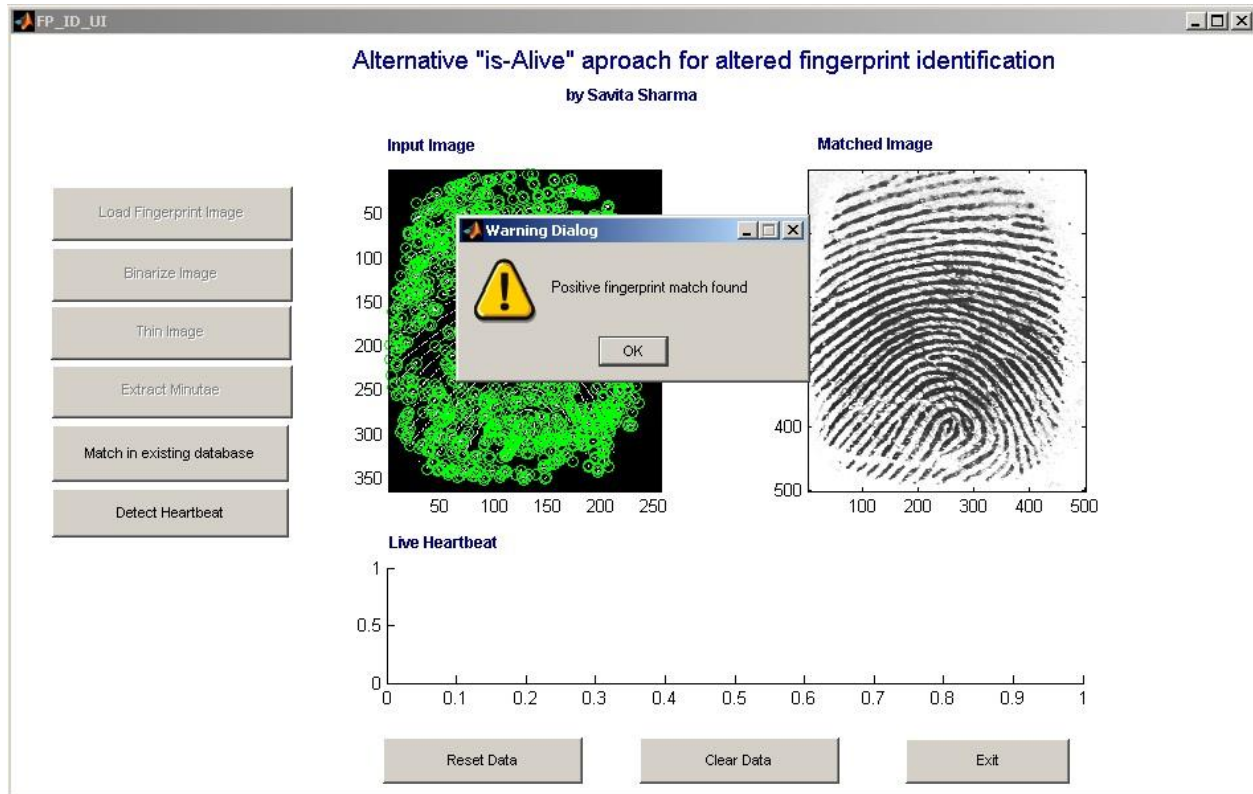 FP_ID_UI
Alternative "is-Alive" aproach for altered fingerprint identification
by Savita Sharma
Input Image
Matched Image
Load Fingerprint Image
Binarize Image
Thin Image
Extract Minutae
Match in existing database
Detect Heartbeat
50
100
150
200
250
300
350
50 100 150 200 250
Warning Dialog
Positive fingerprint match found
OK
400
500
100 200 300 400 500
Live Heartbeat
1
0.5
0
0 0.1 0.2 0.3 0.4 0.5 0.6 0.7 0.8 0.9 1
Reset Data
Clear Data
Exit